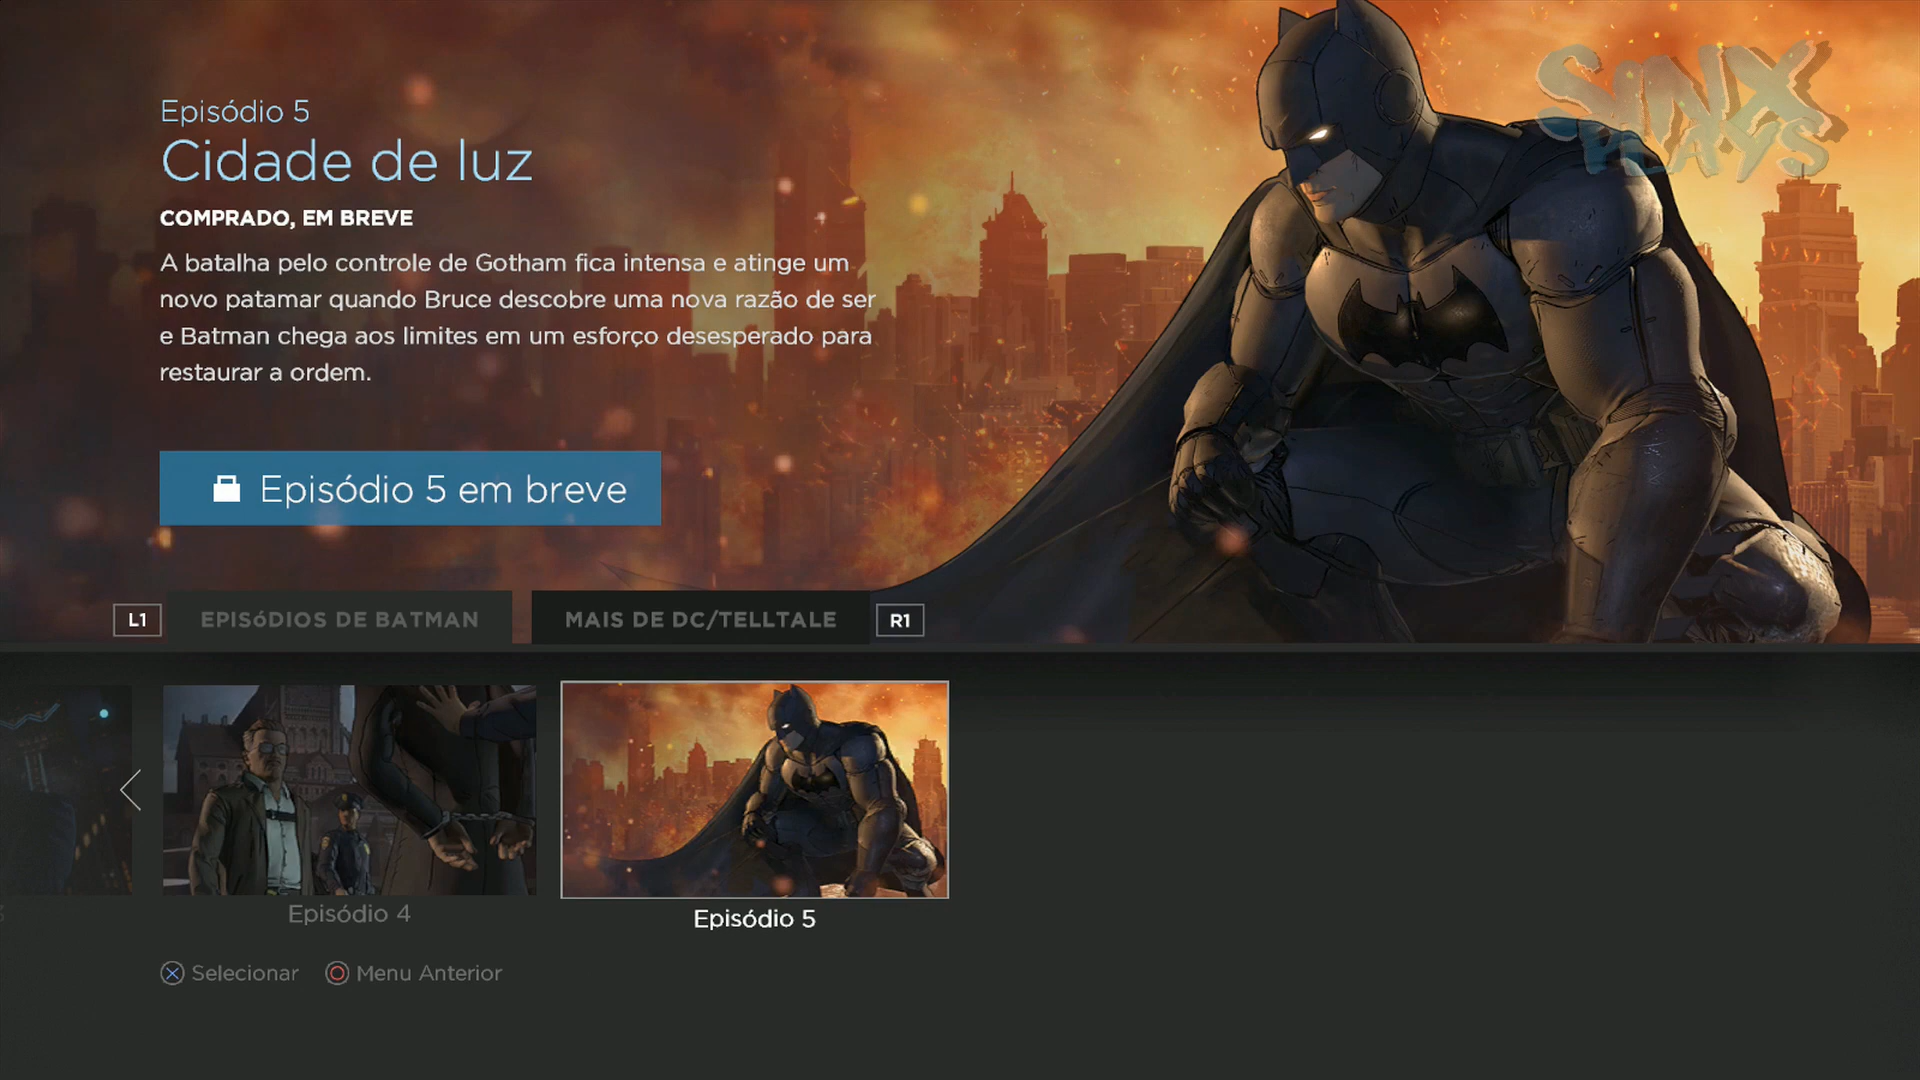 SINX
PLAYS
Episódio 5
Cidade de luz
COMPRADO, EM BREVE
A batalha pelo controle de Gotham fica intensa e atinge um
novo patamar quando Bruce descobre uma nova razão de ser
e Batman chega aos limites em um esforço desesperado para
restaurar a ordem.
Episódio 5 em breve
L1
EPISóDIOS DE BATMAN
MAIS DE DC/TELLTALE
R1
Episódio 4
Episódio 5
Selecionar
Menu Anterior